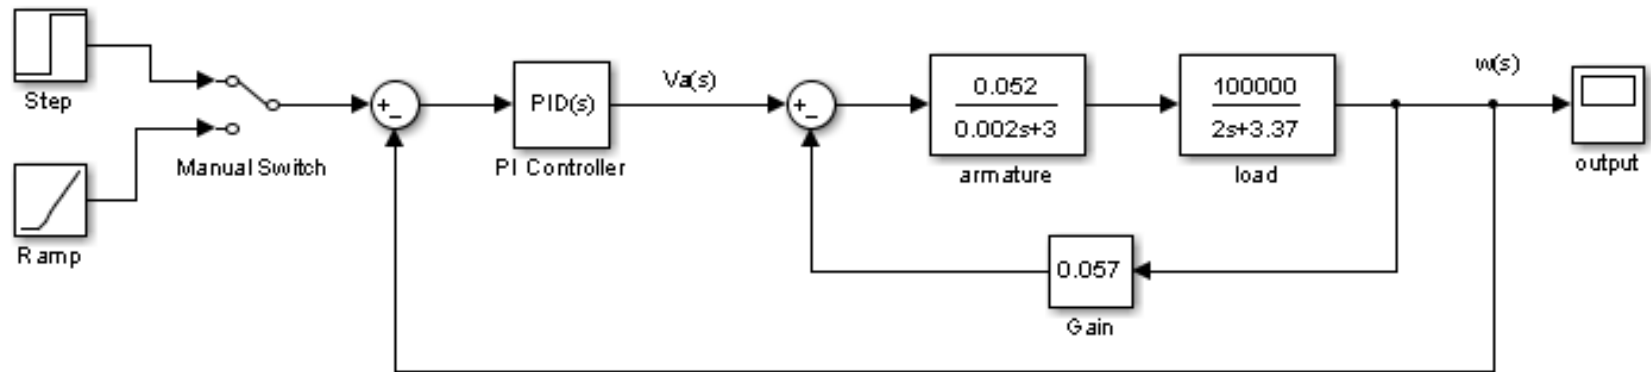 Step
Ramp
Manual Switch
+
−
PID(s)
PI Controller
Va(s)
+
−
0.052
0.002s+3
armature
100000
2s+3.37
load
w(s)
output
0.057
Gain